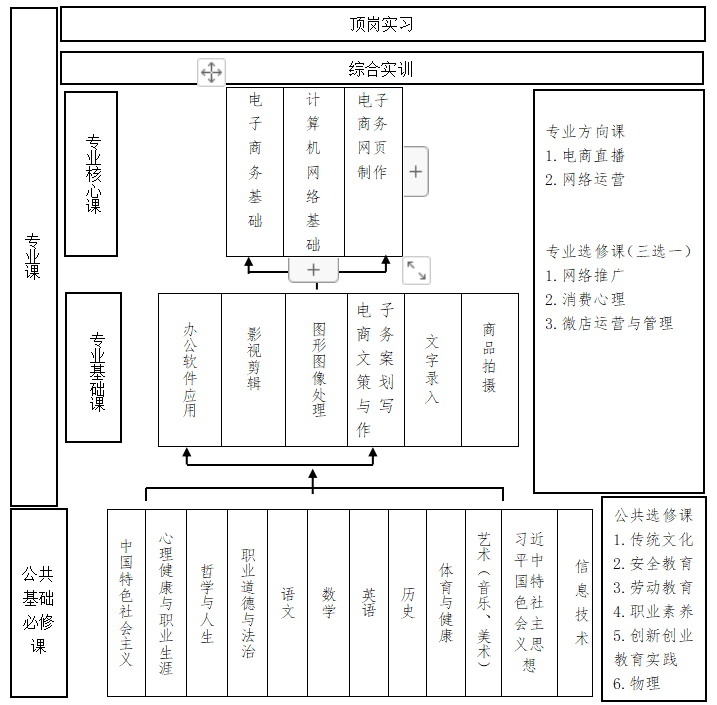 顶岗实习
综合实训
专业课
专业核心课
电子商务基础
计算机网络基础
电子
商务
网页
制作
专业方向课
1.电商直播
2.网络运营
专业选修课(三选一)
1.网络推广
2.消费心理
3.微店运营与管理
专业基础课
办公软件应用
影视剪辑
图形图像处理
电子
商务
文案
策划
与写
作
文字录入
商品拍摄
公共
基础
必修
课
中国特色社会主义
心理健康与职业生涯
哲学与人生
职业道德与法治
语文
数学
英语
历史
体育与健康
艺术（音乐、美术）
近中
习特
平社
国主
色思
会想
义
信息技术
公共选修课
1.传统文化
2.安全教育
3.劳动教育
4.职业素养
5.创新创业
教育实践
6.物理